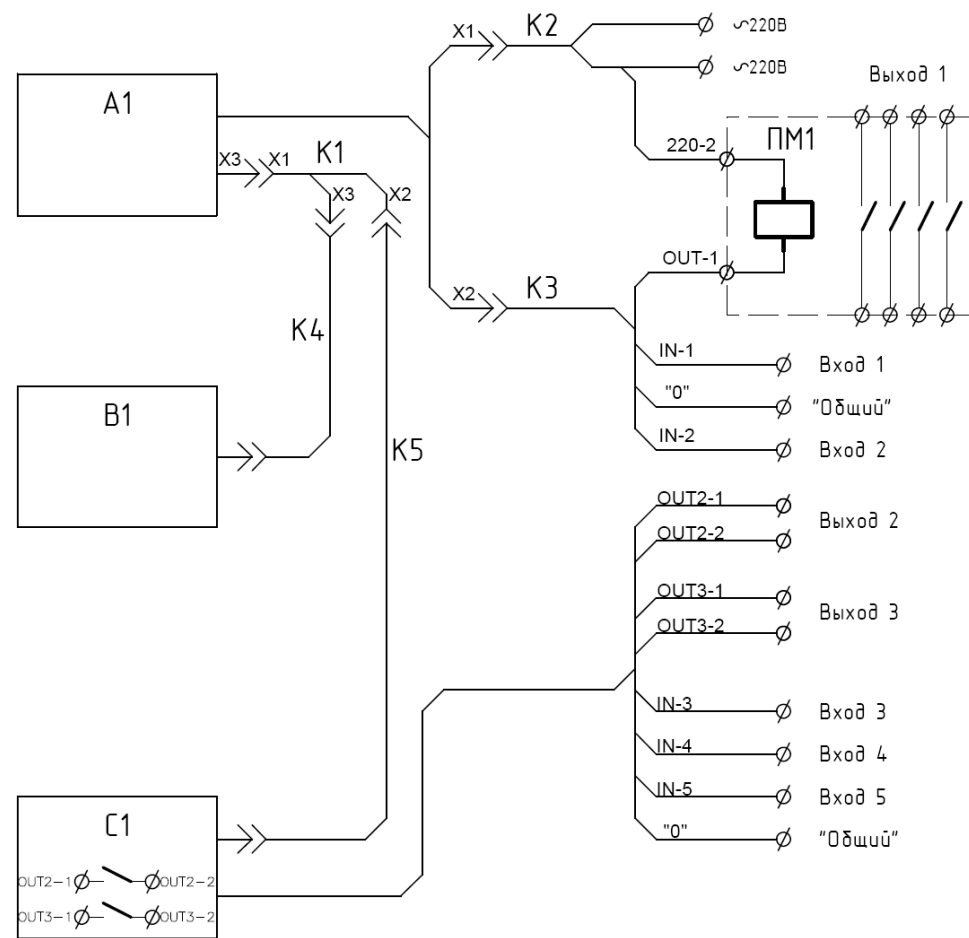 X1
K2
~220В
~220В
Выход 1
A1
220-2
ПМ1
X3
X1
K1
X3
X2
OUT-1
X2
K3
K4
IN-1
Вход 1
"0"
"Общий"
B1
K5
IN-2
Вход 2
OUT2-1
Выход 2
OUT2-2
OUT3-1
Выход 3
OUT3-2
IN-3
Вход 3
IN-4
Вход 4
IN-5
Вход 5
C1
"0"
"Общий"
OUT2-1
OUT2-2
OUT3-1
OUT3-2